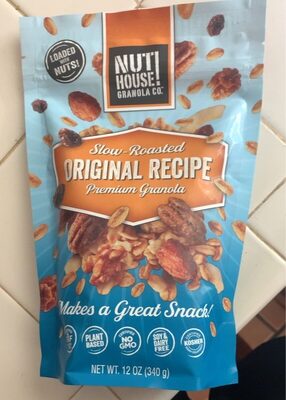 LOADED
WITH
NUTS!
NUT
HOUSE!
GRANOLA CO.™
Slow-Roasted
ORIGINAL RECIPE
Premium Granola
Makes a Great Snack!
PLANT
BASED
NO
GMO
SOY &
DAIRY
FREE
KOSHER
NET WT. 12 OZ (340 g)